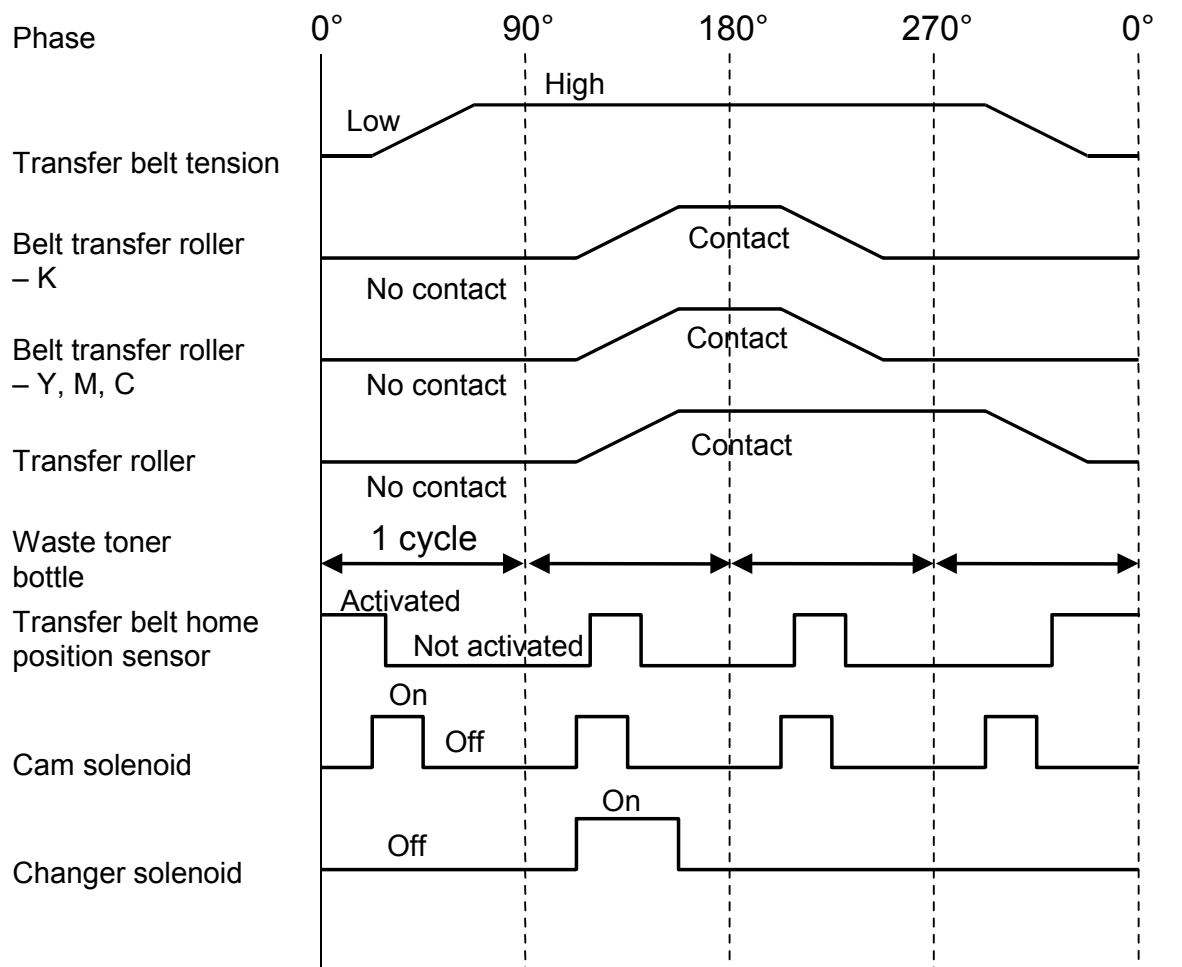 Phase
0°
90°
180°
270°
0°
High
Low
Transfer belt tension
Belt transfer roller
– K
Contact
No contact
Belt transfer roller
– Y, M, C
Contact
No contact
Transfer roller
Contact
No contact
Waste toner
bottle
1 cycle
Transfer belt home
position sensor
Activated
Not activated
Cam solenoid
On
Off
Changer solenoid
On
Off